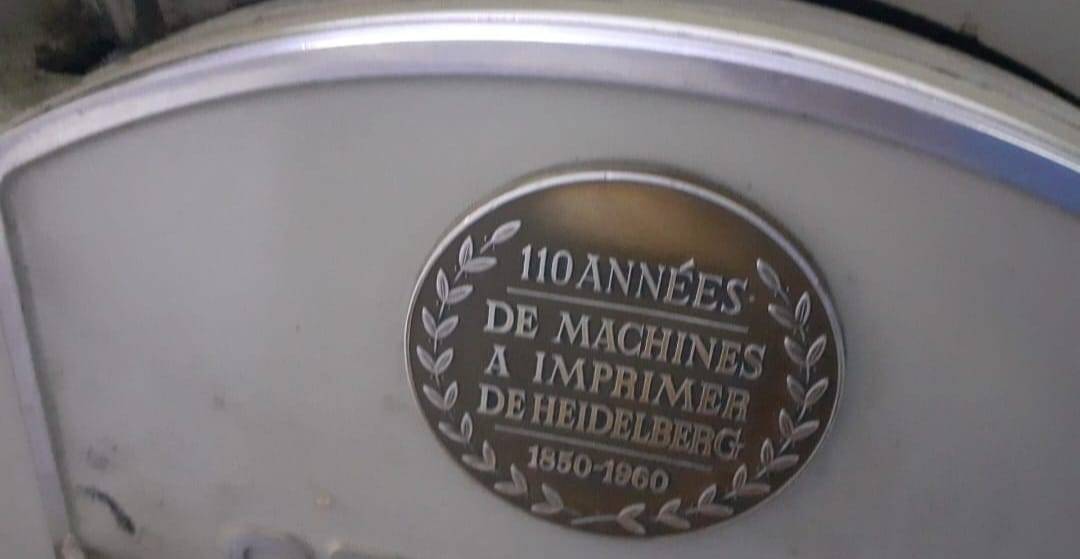 110 ANNÉES
DE MACHINES
A IMPRIMER
DE HEIDELBERG
1850-1960